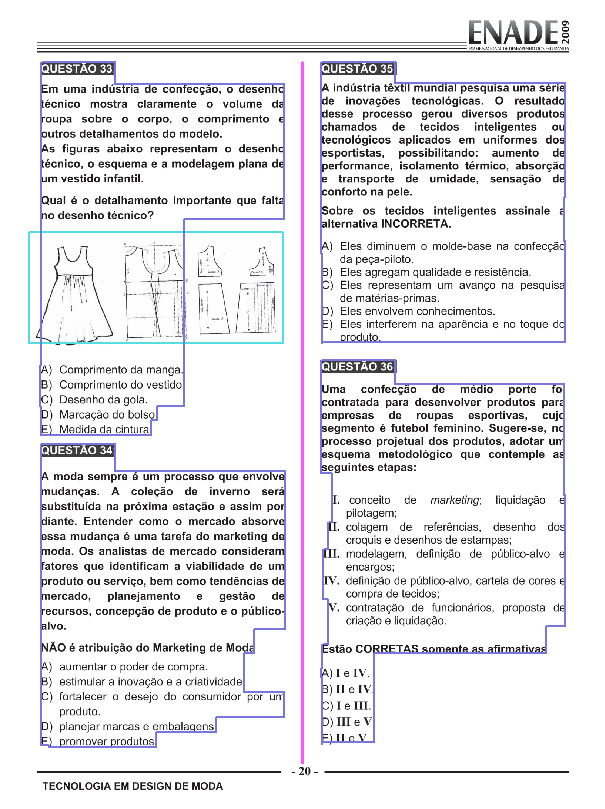 ENADE 2009
EXAME NACIONAL DE DESEMPENHO DOS ESTUDANTES
QUESTÃO 33
Em uma indústria de confecção, o desenho
técnico mostra claramente o volume da
roupa sobre o corpo, o comprimento e
outros detalhamentos do modelo.
As figuras abaixo representam o desenho
técnico, o esquema e a modelagem plana de
um vestido infantil.
Qual é o detalhamento importante que falta
no desenho técnico?
A) Comprimento da manga.
B) Comprimento do vestido
C) Desenho da gola.
D) Marcação do bolso
E) Medida da cintura
QUESTÃO 34
A moda sempre é um processo que envolve
mudanças. A coleção de inverno será
substituída na próxima estação e assim por
diante. Entender como o mercado absorve
essa mudança é uma tarefa do marketing de
moda. Os analistas de mercado consideram
fatores que identificam a viabilidade de um
produto ou serviço, bem como tendências de
mercado, planejamento e gestão de
recursos, concepção de produto e o público-
alvo.
NÃO é atribuição do Marketing de Moda
A) aumentar o poder de compra.
B) estimular a inovação e a criatividade
C) fortalecer o desejo do consumidor por um
produto.
D) planejar marcas e embalagens
E) promover produtos
QUESTÃO 35
A indústria têxtil mundial pesquisa uma série
de inovações tecnológicas. O resultado
desse processo gerou diversos produtos
chamados de tecidos inteligentes ou
tecnológicos aplicados em uniformes dos
esportistas, possibilitando: aumento de
performance, isolamento térmico, absorção
e transporte de umidade, sensação de
conforto na pele.
Sobre os tecidos inteligentes assinale a
alternativa INCORRETA.
A) Eles diminuem o molde-base na confecção
da peça-piloto.
B) Eles agregam qualidade e resistência.
C) Eles representam um avanço na pesquisa
de matérias-primas.
D) Eles envolvem conhecimentos.
E) Eles interferem na aparência e no toque do
produto.
QUESTÃO 36
Uma confecção de médio porte foi
contratada para desenvolver produtos para
empresas de roupas esportivas, cujo
segmento é futebol feminino. Sugere-se, no
processo projetual dos produtos, adotar um
esquema metodológico que contemple as
seguintes etapas:
I. conceito de marketing; liquidação e
pilotagem;
II. colagem de referências, desenho dos
croquis e desenhos de estampas;
III. modelagem, definição de público-alvo e
encargos;
IV. definição de público-alvo, cartela de cores e
compra de tecidos;
V. contratação de funcionários, proposta de
criação e liquidação.
Estão CORRETAS somente as afirmativas
A) I e IV.
B) II e IV.
C) I e III.
D) III e V
E) II e V
- 20 -
TECNOLOGIA EM DESIGN DE MODA